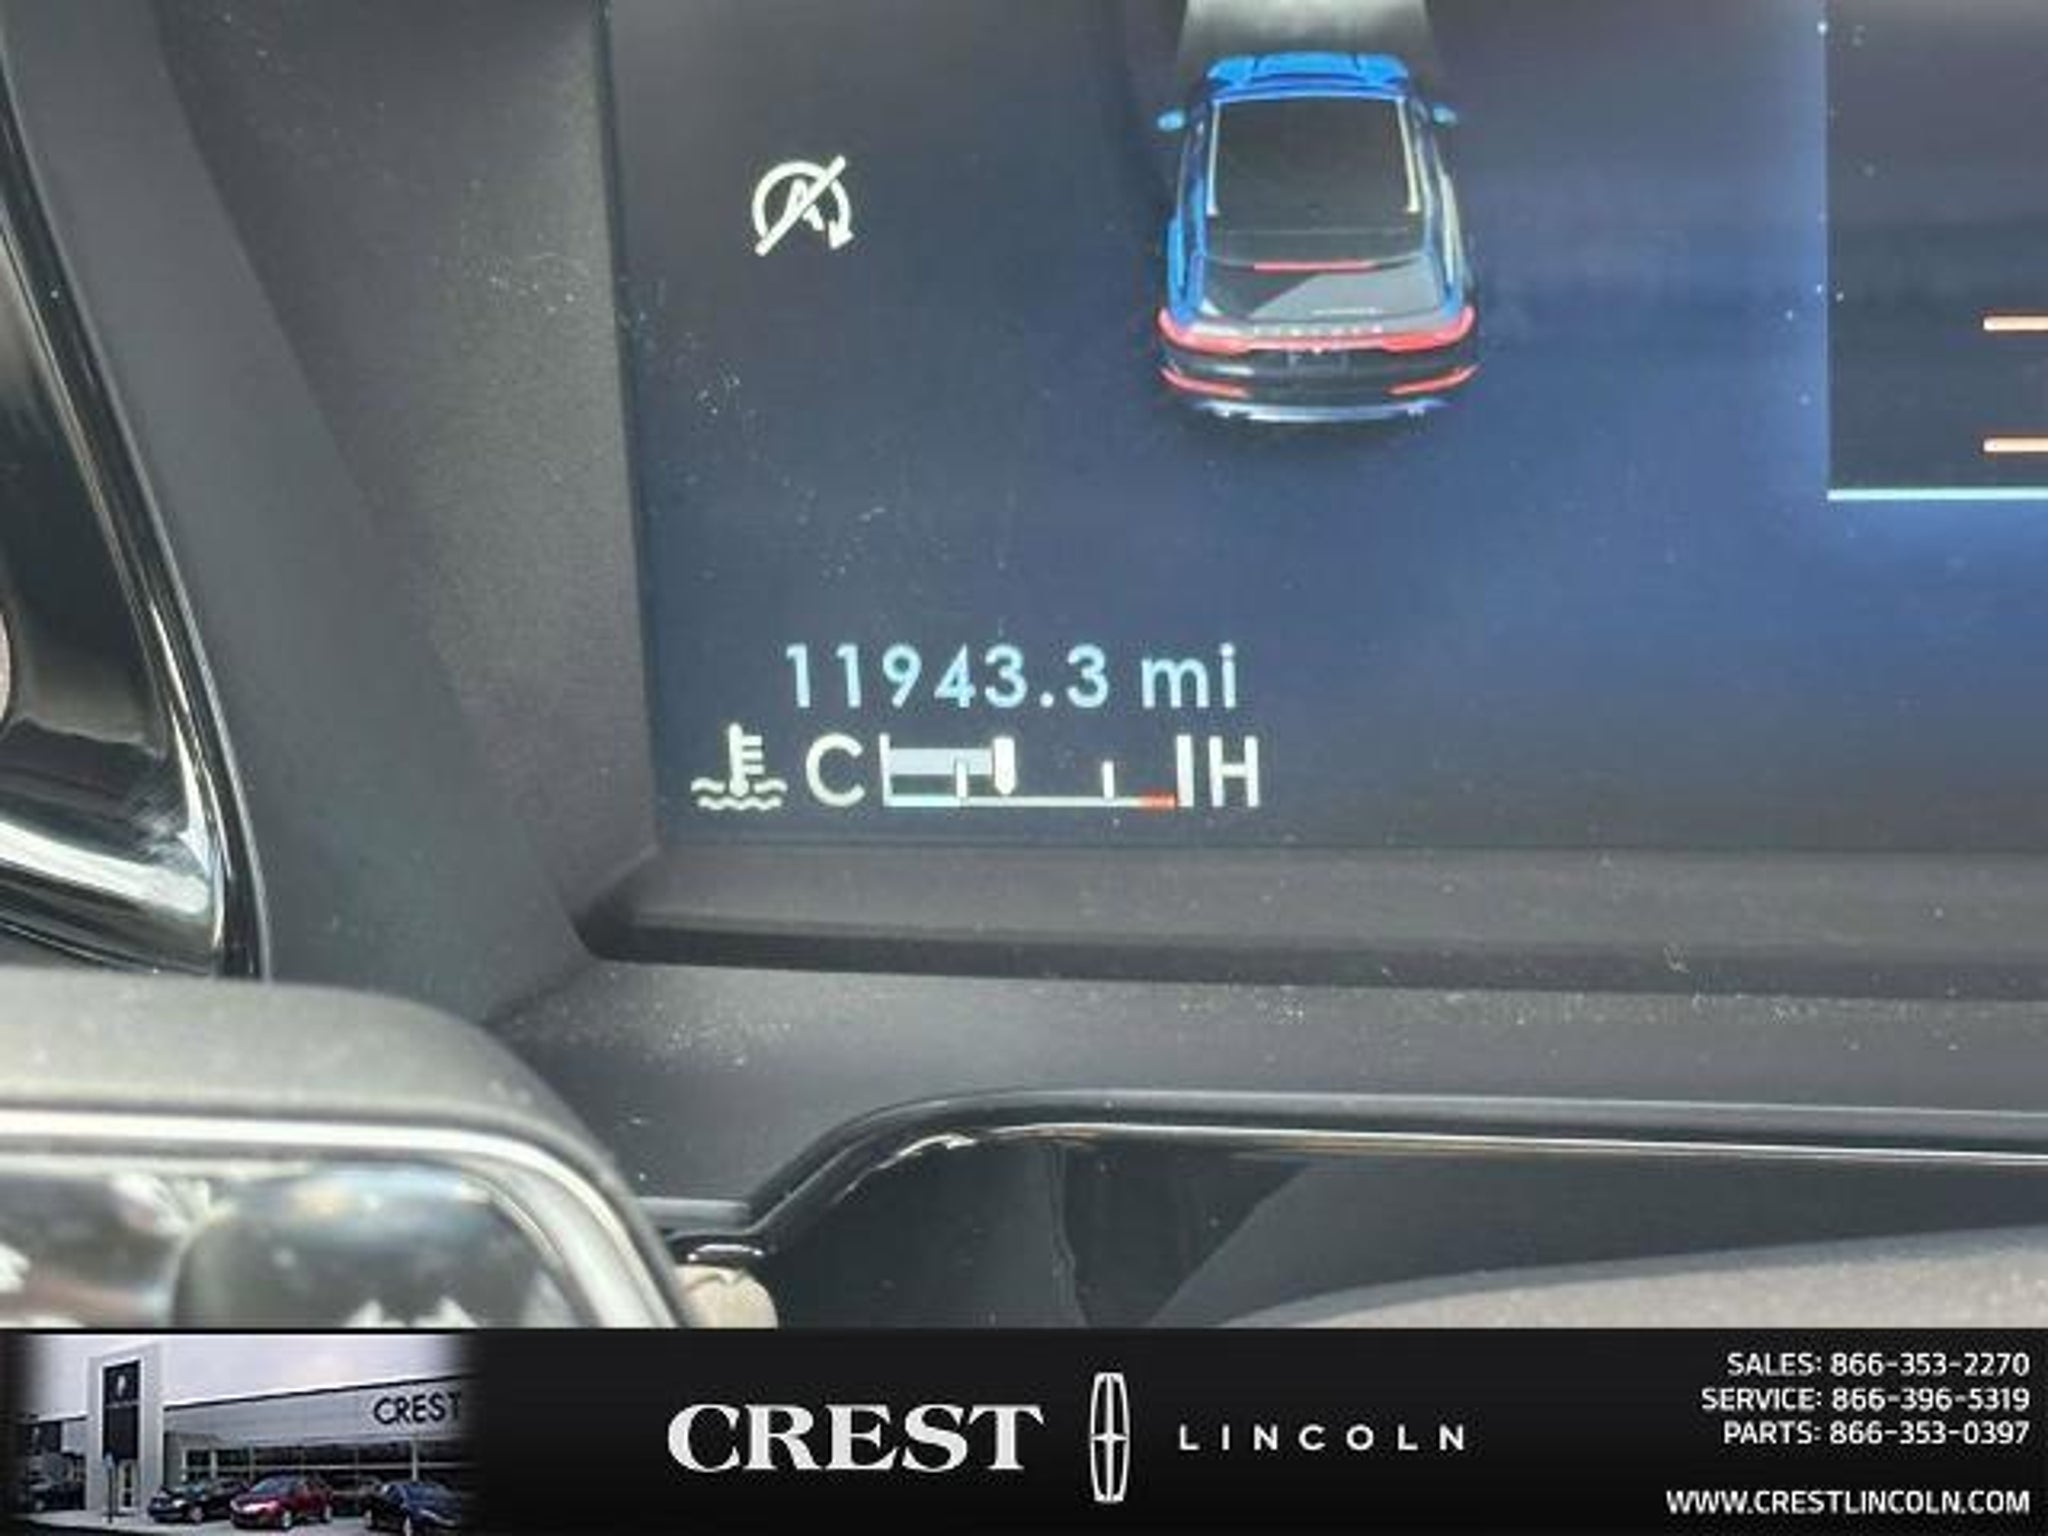 11943.3 mi
C H
CREST
CREST LINCOLN
SALES: 866-353-2270
SERVICE: 866-396-5319
PARTS: 866-353-0397
WWW.CRESTLINCOLN.COM